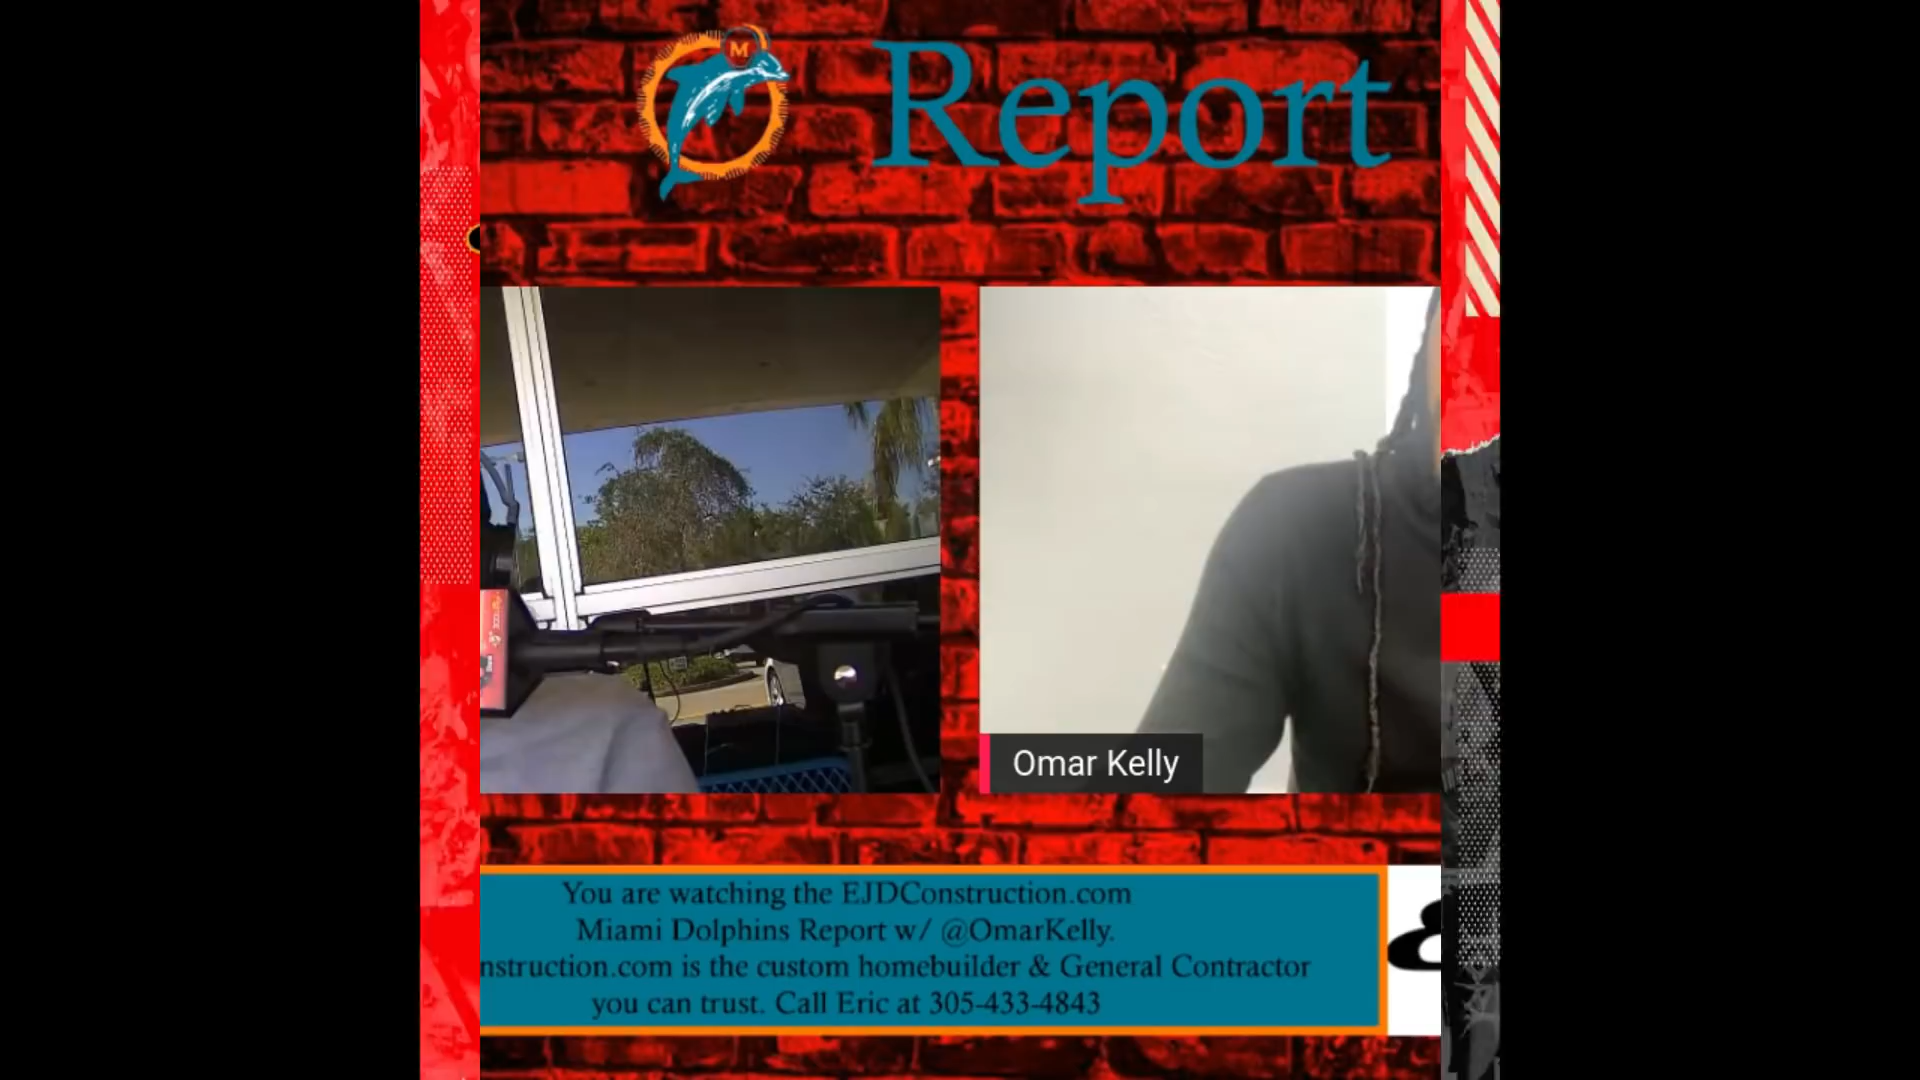 M
Report
Omar Kelly
You are watching the EJDConstruction.com
Miami Dolphins Report w/ @OmarKelly.
nstruction.com is the custom homebuilder & General Contractor
you can trust. Call Eric at 305-433-4843
&